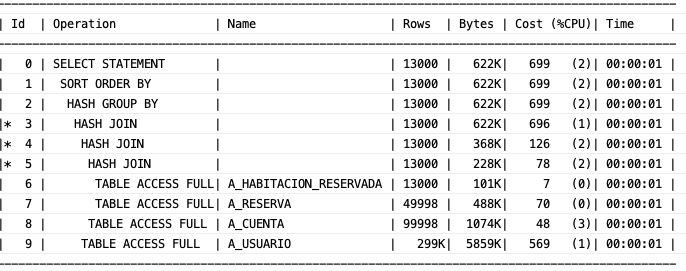 | Id  | Operation              | Name                 | Rows  | Bytes | Cost (%CPU)| Time     |
|   0 | SELECT STATEMENT       |                      | 13000 |   622K|   699   (2)| 00:00:01 |
|   1 |  SORT ORDER BY         |                      | 13000 |   622K|   699   (2)| 00:00:01 |
|   2 |   HASH GROUP BY        |                      | 13000 |   622K|   699   (2)| 00:00:01 |
|*  3 |    HASH JOIN           |                      | 13000 |   622K|   696   (1)| 00:00:01 |
|*  4 |     HASH JOIN          |                      | 13000 |   368K|   126   (2)| 00:00:01 |
|*  5 |      HASH JOIN         |                      | 13000 |   228K|    78   (2)| 00:00:01 |
|   6 |       TABLE ACCESS FULL| A_HABITACION_RESERVADA | 13000 |   101K|     7   (0)| 00:00:01 |
|   7 |       TABLE ACCESS FULL| A_RESERVA            | 49998 |   488K|    70   (0)| 00:00:01 |
|   8 |      TABLE ACCESS FULL | A_CUENTA             | 99998 |  1074K|    48   (3)| 00:00:01 |
|   9 |     TABLE ACCESS FULL  | A_USUARIO            |   299K|  5859K|   569   (1)| 00:00:01 |